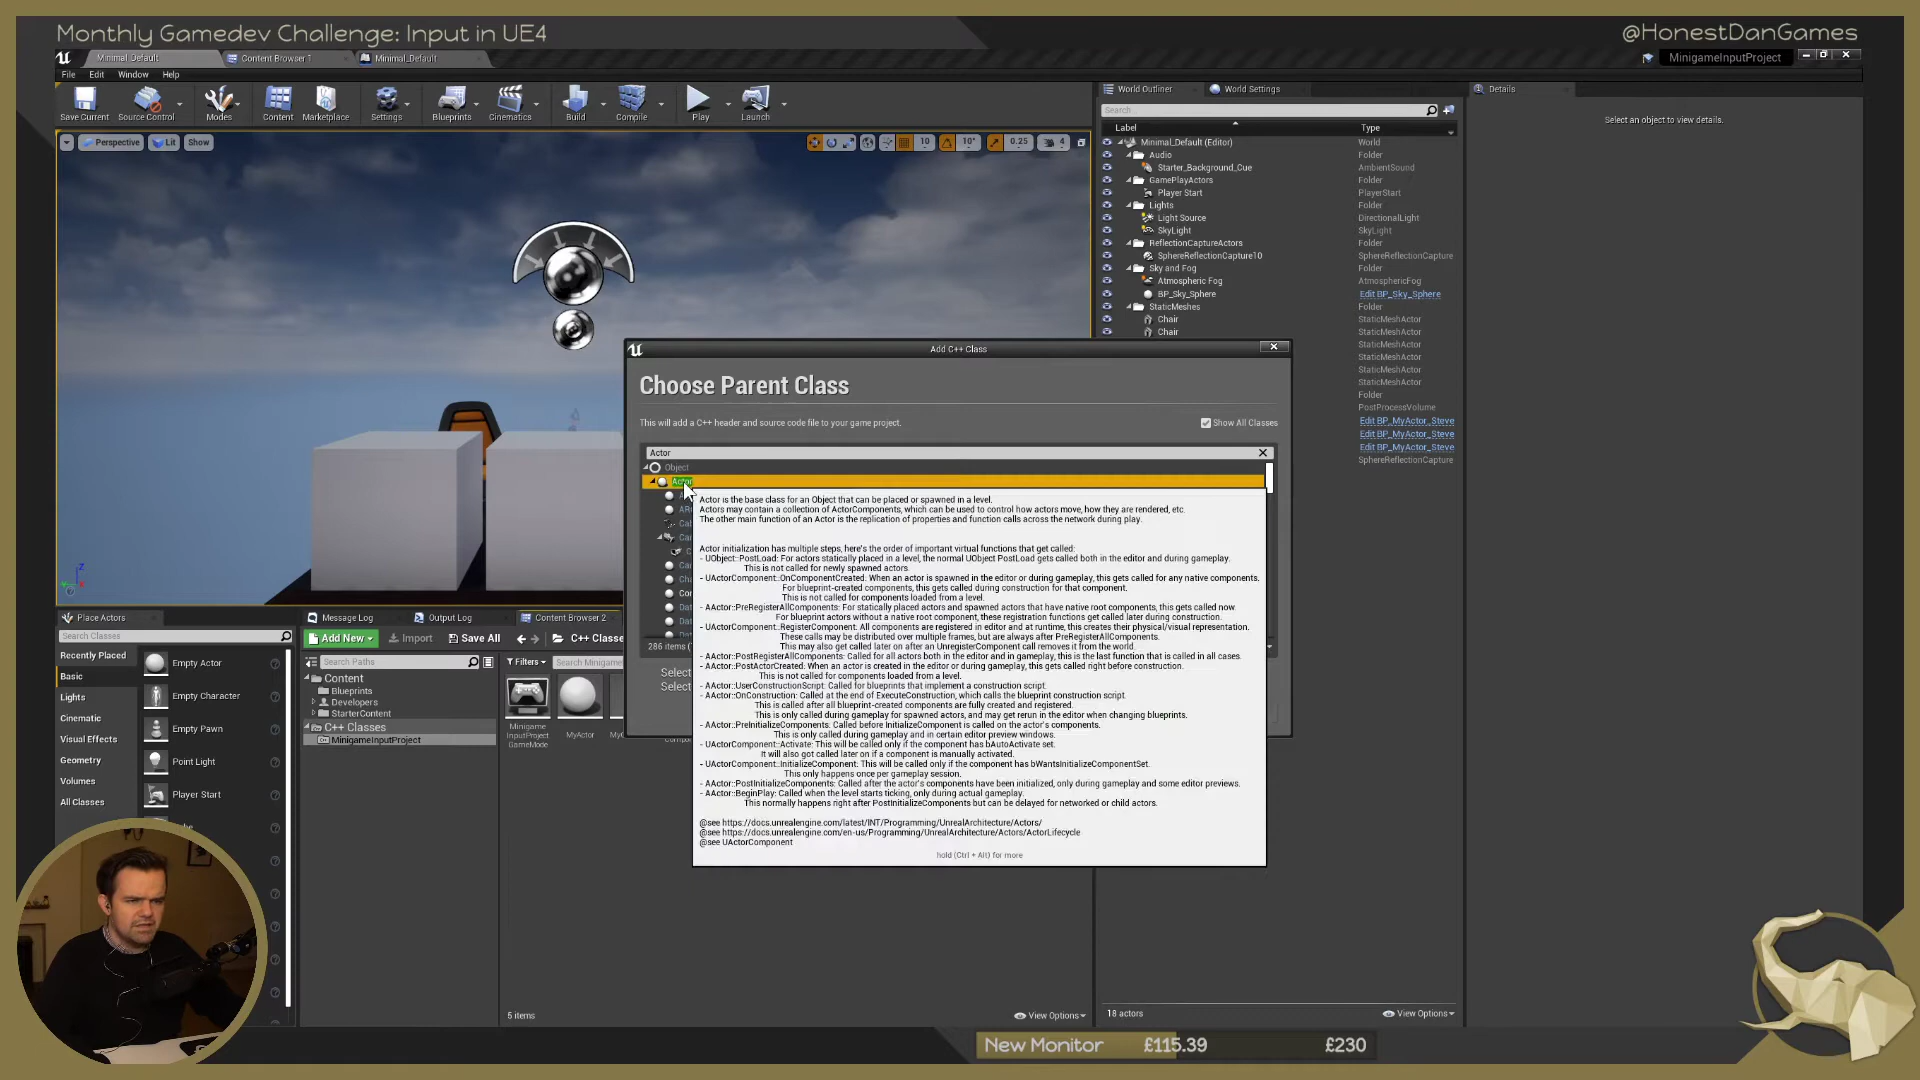 Monthly Gamedev Challenge: Input in UE4
@HonestDanGames
Minimal_Default
Content Browser 1
Minimal_Default
MinigameInputProject
File Edit Window Help
Save Current
Source Control
Modes
Content
Marketplace
Settings
Blueprints
Cinematics
Build
Compile
Play
Launch
Perspective
Lit
Show
10
10°
0.25
4
World Outliner
World Settings
Search...
Label
Type
Minimal_Default (Editor) World
Audio Folder
Starter_Background_Cue AmbientSound
GamePlayActors Folder
Player Start PlayerStart
Lights Folder
Light Source DirectionalLight
SkyLight SkyLight
ReflectionCaptureActors Folder
SphereReflectionCapture10 SphereReflectionCapture
Sky and Fog Folder
Atmospheric Fog AtmosphericFog
BP_Sky_Sphere Edit BP_Sky_Sphere
StaticMeshes Folder
Chair StaticMeshActor
Chair StaticMeshActor
StaticMeshActor
StaticMeshActor
StaticMeshActor
StaticMeshActor
Folder
PostProcessVolume
Edit BP_MyActor_Steve
Edit BP_MyActor_Steve
Edit BP_MyActor_Steve
SphereReflectionCapture
18 actors
View Options
Details
Select an object to view details.
Add C++ Class
Choose Parent Class
This will add a C++ header and source code file to your game project.
Show All Classes
Actor
Object
Actor
286 items
Select
Select
Actor is the base class for an Object that can be placed or spawned in a level.
Actors may contain a collection of ActorComponents, which can be used to control how actors move, how they are rendered, etc.
The other main function of an Actor is the replication of properties and function calls across the network during play.
Actor initialization has multiple steps, here's the order of important virtual functions that get called:
- UObject::PostLoad: For actors statically placed in a level, the normal UObject PostLoad gets called both in the editor and during gameplay.
This is not called for newly spawned actors.
- UActorComponent::OnComponentCreated: When an actor is spawned in the editor or during gameplay, this gets called for any native components.
For blueprint-created components, this gets called during construction for that component.
This is not called for components loaded from a level.
- AActor::PreRegisterAllComponents: For statically placed actors and spawned actors that have native root components, this gets called now.
For blueprint actors without a native root component, these registration functions get called later during construction.
- UActorComponent::RegisterComponent: All components are registered in editor and at runtime, this creates their physical/visual representation.
These calls may be distributed over multiple frames, but are always after PreRegisterAllComponents.
This may also get called later on after an UnregisterComponent call removes it from the world.
- AActor::PostRegisterAllComponents: Called for all actors both in the editor and in gameplay, this is the last function that is called in all cases.
- AActor::PostActorCreated: When an actor is created in the editor or during gameplay, this gets called right before construction.
This is not called for components loaded from a level.
- AActor::UserConstructionScript: Called for blueprints that implement a construction script.
- AActor::OnConstruction: Called at the end of ExecuteConstruction, which calls the blueprint construction script.
This is called after all blueprint-created components are fully created and registered.
This is only called during gameplay for spawned actors, and may get rerun in the editor when changing blueprints.
- AActor::PreInitializeComponents: Called before InitializeComponent is called on the actor's components.
This is only called during gameplay and in certain editor preview windows.
- UActorComponent::Activate: This will be called only if the component has bAutoActivate set.
It will also got called later on if a component is manually activated.
- UActorComponent::InitializeComponent: This will be called only if the component has bWantsInitializeComponentSet.
This only happens once per gameplay session.
- AActor::PostInitializeComponents: Called after the actor's components have been initialized, only during gameplay and some editor previews.
- AActor::BeginPlay: Called when the level starts ticking, only during actual gameplay.
This normally happens right after PostInitializeComponents but can be delayed for networked or child actors.
@see https://docs.unrealengine.com/latest/INT/Programming/UnrealArchitecture/Actors/
@see https://docs.unrealengine.com/en-us/Programming/UnrealArchitecture/Actors/ActorLifecycle
@see UActorComponent
hold (Ctrl + Alt) for more
Place Actors
Search Classes
Recently Placed
Basic
Lights
Cinematic
Visual Effects
Geometry
Volumes
All Classes
Empty Actor
Empty Character
Empty Pawn
Point Light
Player Start
Message Log
Output Log
Content Browser 2
Add New
Import
Save All
C++ Classe
Search Paths
Filters
Search Minigame
Content
Blueprints
Developers
StarterContent
C++ Classes
MinigameInputProject
Minigame
InputProject
GameMode
MyActor
5 items
View Options
New Monitor £115.39 £230